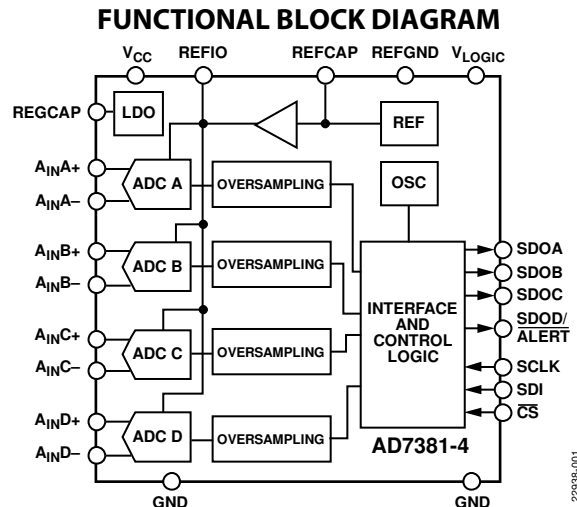 FUNCTIONAL BLOCK DIAGRAM
VCC REFIO REFCAP REFGND VLOGIC
REGCAP
LDO
REF
AINA+
ADC A
OVERSAMPLING
OSC
AINA–
AINB+
ADC B
OVERSAMPLING
AINB–
AINC+
ADC C
OVERSAMPLING
AINC–
AIND+
ADC D
OVERSAMPLING
AIND–
INTERFACE
AND
CONTROL
LOGIC
SDOA
SDOB
SDOC
SDOD/
ALERT
SCLK
SDI
CS
AD7381-4
GND
GND
22938-001